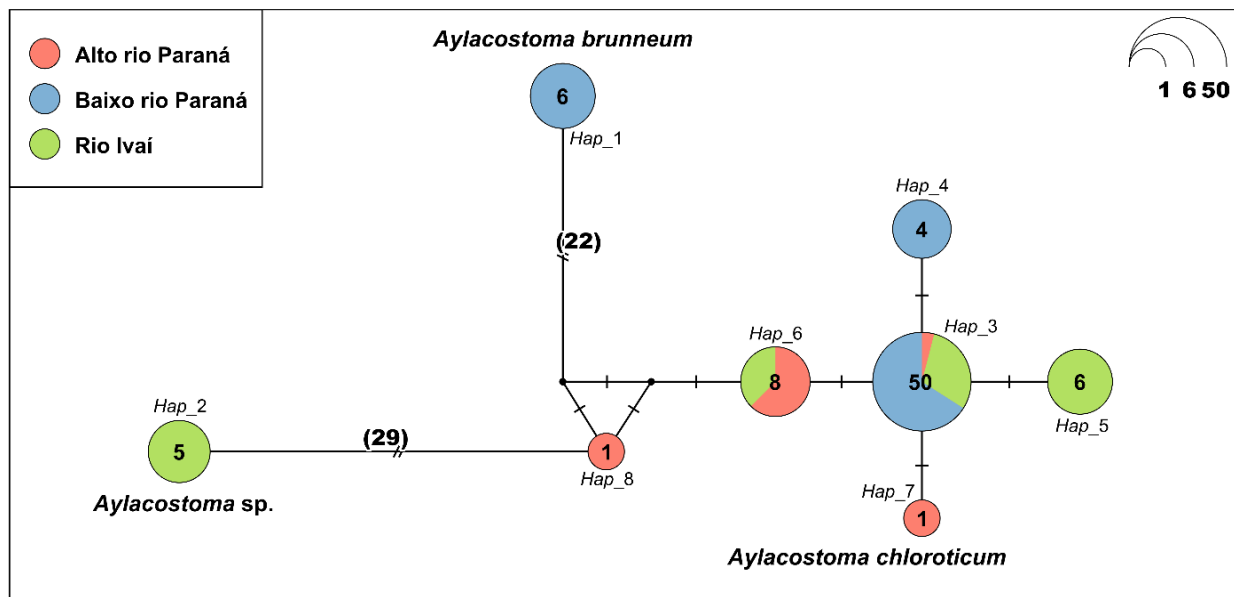 Alto rio Paraná
Baixo rio Paraná
Rio Ivaí
Aylacostoma brunneum
1 6 50
6
Hap_1
(22)
Hap_4
4
Hap_3
Hap_6
8
50
6
Hap_5
Hap_2
5
(29)
1
Hap_8
Aylacostoma sp.
Hap_7
1
Aylacostoma chloroticum